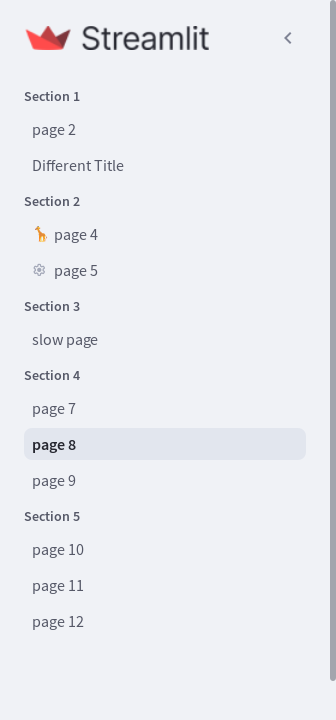 Streamlit
Section 1
page 2
Different Title
Section 2
page 4
page 5
Section 3
slow page
Section 4
page 7
page 8
page 9
Section 5
page 10
page 11
page 12